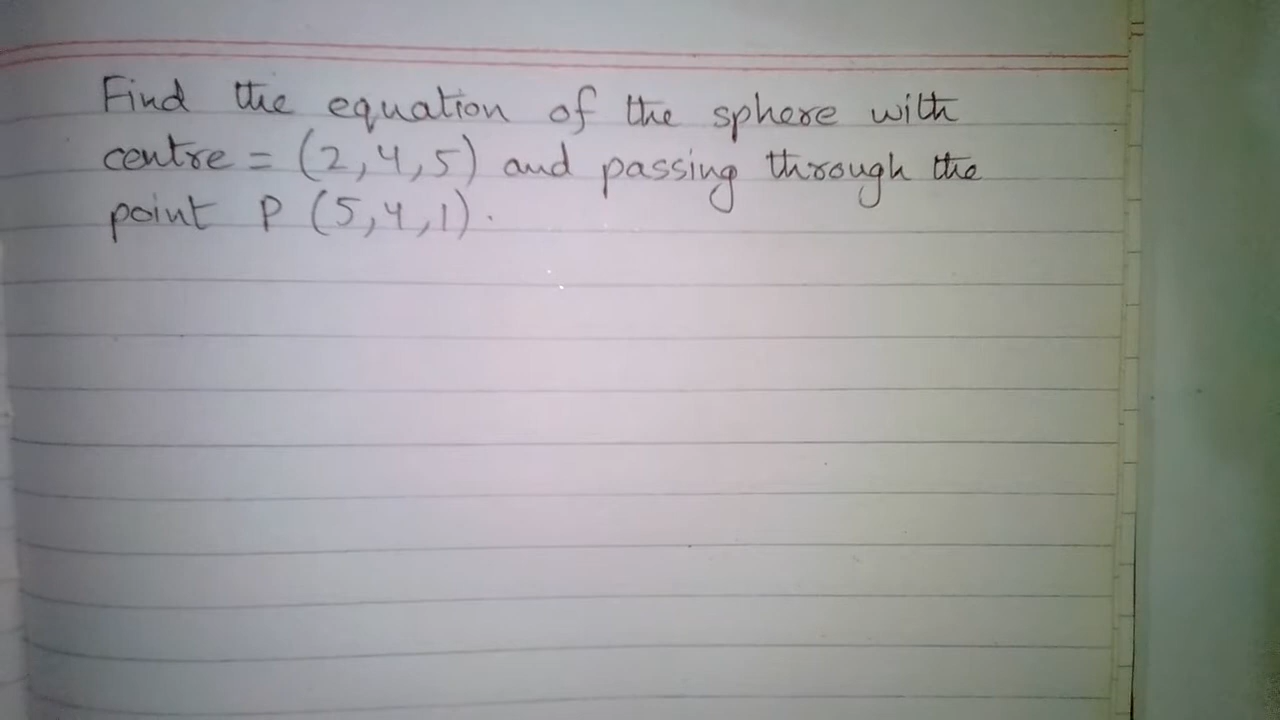 Find the equation of the sphere with
centre = (2,4,5) and passing through the
point P (5,4,1).